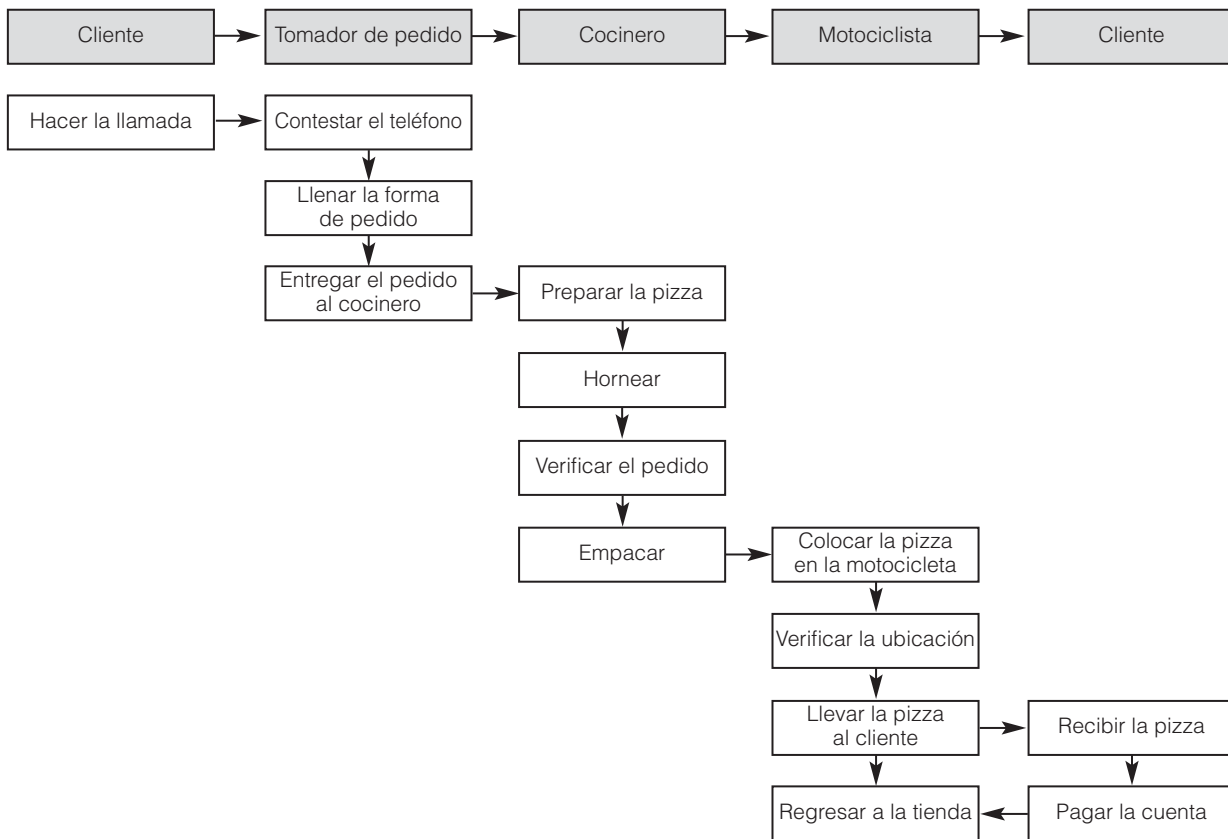 Cliente
Tomador de pedido
Cocinero
Motociclista
Cliente
Hacer la llamada
Contestar el teléfono
Llenar la forma
de pedido
Entregar el pedido
al cocinero
Preparar la pizza
Hornear
Verificar el pedido
Empacar
Colocar la pizza
en la motocicleta
Verificar la ubicación
Llevar la pizza
al cliente
Recibir la pizza
Regresar a la tienda
Pagar la cuenta